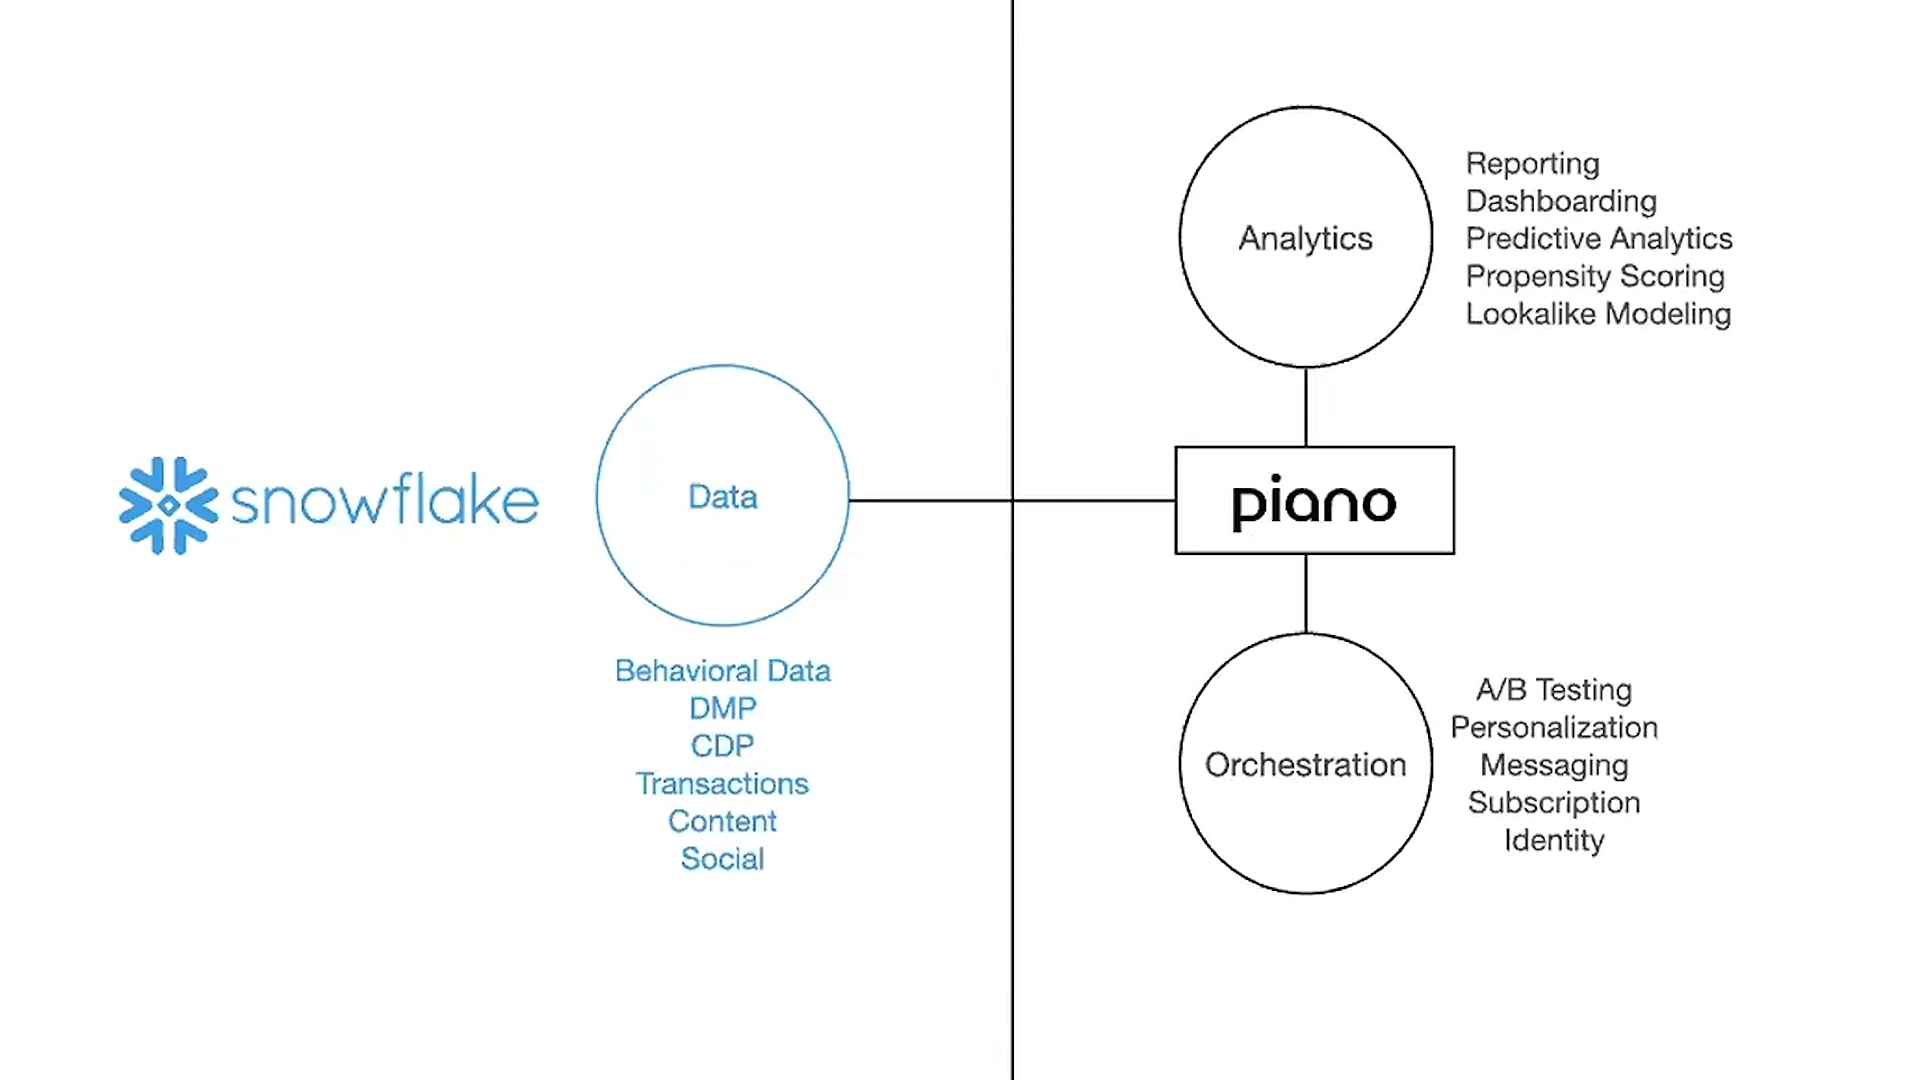 snowflake
Data
Behavioral Data
DMP
CDP
Transactions
Content
Social
Analytics
Reporting
Dashboarding
Predictive Analytics
Propensity Scoring
Lookalike Modeling
piano
Orchestration
A/B Testing
Personalization
Messaging
Subscription
Identity